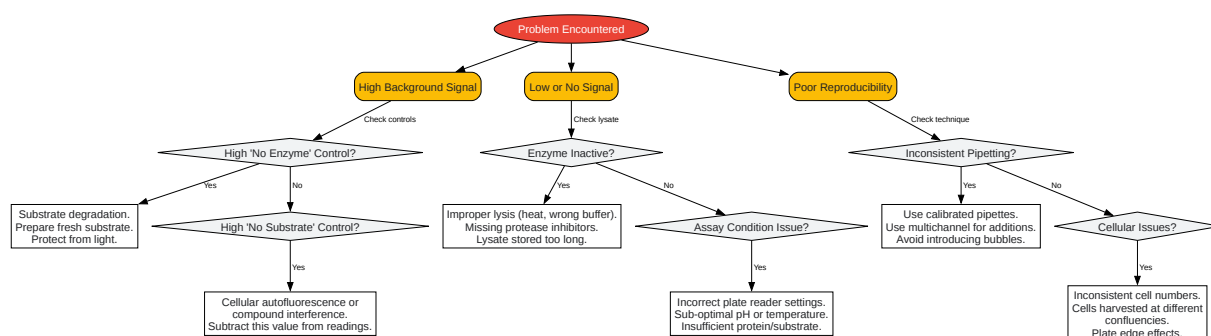 Problem Encountered
High Background Signal
Low or No Signal
Poor Reproducibility
Check controls
Check lysate
Check technique
High 'No Enzyme' Control?
Enzyme Inactive?
Inconsistent Pipetting?
Yes
No
Yes
No
Yes
No
Substrate degradation.
Prepare fresh substrate.
Protect from light.
High 'No Substrate' Control?
Improper lysis (heat, wrong buffer).
Missing protease inhibitors.
Lysate stored too long.
Assay Condition Issue?
Use calibrated pipettes.
Use multichannel for additions.
Avoid introducing bubbles.
Cellular Issues?
Yes
Yes
Yes
Cellular autofluorescence or
compound interference.
Subtract this value from readings.
Incorrect plate reader settings.
Sub-optimal pH or temperature.
Insufficient protein/substrate.
Inconsistent cell numbers.
Cells harvested at different
confluencies.
Plate edge effects